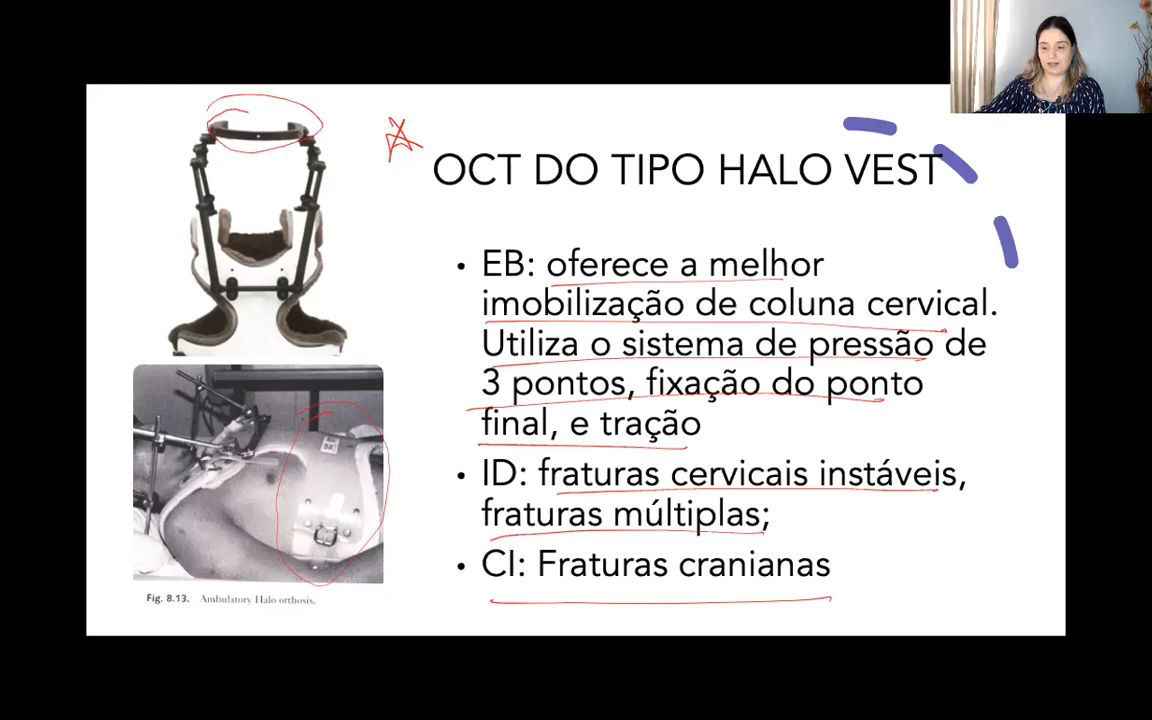 OCT DO TIPO HALO VEST
• EB: oferece a melhor
imobilização de coluna cervical.
Utiliza o sistema de pressão de
3 pontos, fixação do ponto
final, e tração
• ID: fraturas cervicais instáveis,
fraturas múltiplas;
• CI: Fraturas cranianas
Fig. 8.13. Ambulatory Halo orthosis.